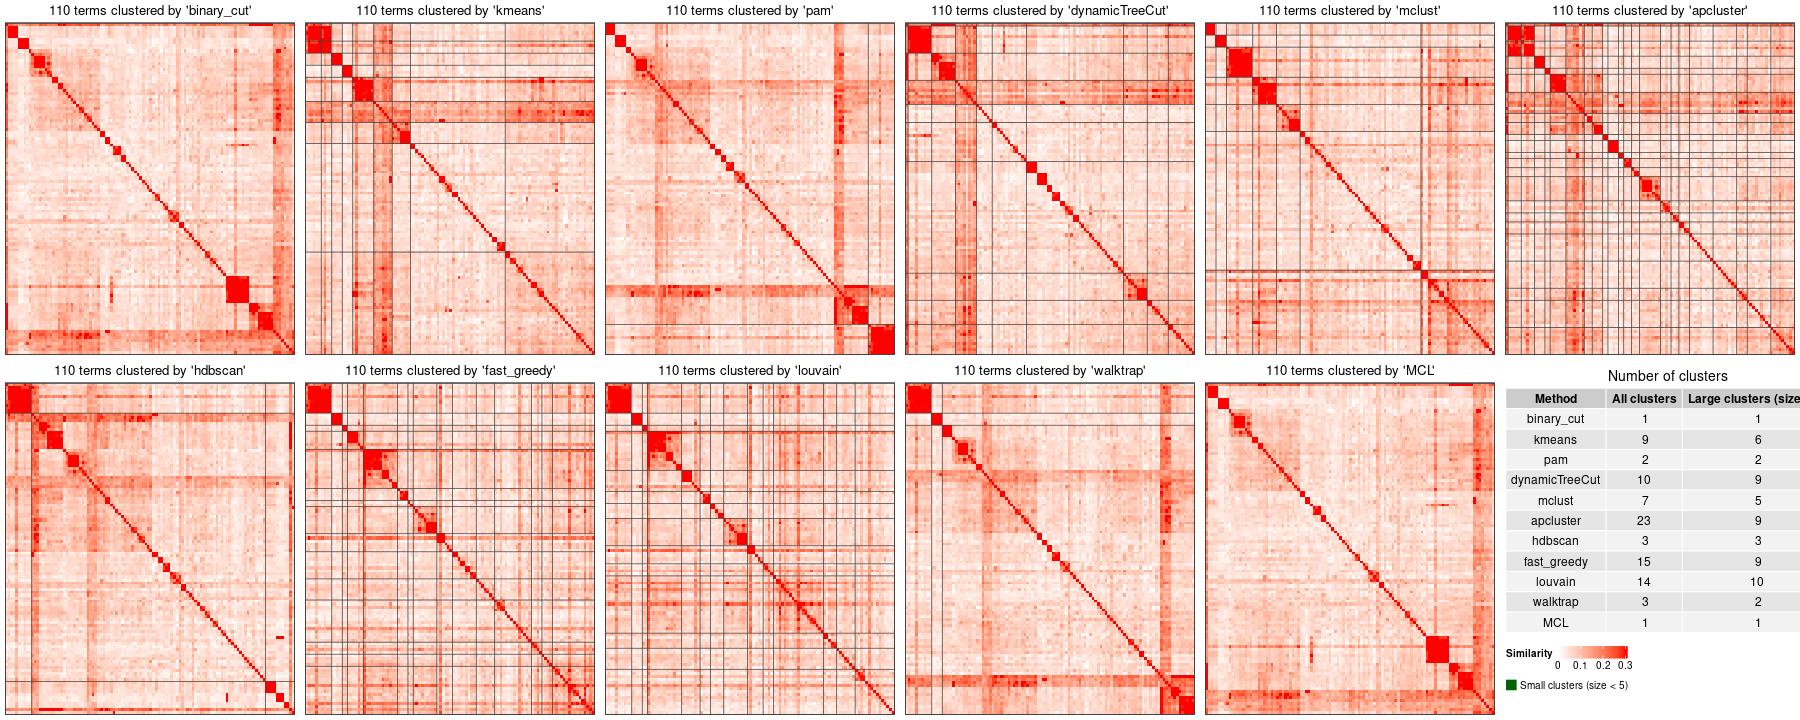 110 terms clustered by 'binary_cut'
110 terms clustered by 'kmeans'
110 terms clustered by 'pam'
110 terms clustered by 'dynamicTreeCut'
110 terms clustered by 'mclust'
110 terms clustered by 'apcluster'
110 terms clustered by 'hdbscan'
110 terms clustered by 'fast_greedy'
110 terms clustered by 'louvain'
110 terms clustered by 'walktrap'
110 terms clustered by 'MCL'
Number of clusters
Method All clusters Large clusters (size
binary_cut 1 1
kmeans 9 6
pam 2 2
dynamicTreeCut 10 9
mclust 7 5
apcluster 23 9
hdbscan 3 3
fast_greedy 15 9
louvain 14 10
walktrap 3 2
MCL 1 1
Similarity
0 0.1 0.2 0.3
Small clusters (size < 5)